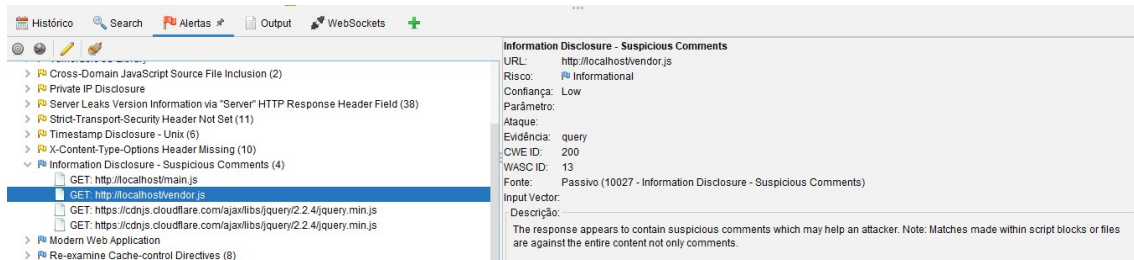 Histórico Search Alertas Output WebSockets
Cross-Domain JavaScript Source File Inclusion (2)
Private IP Disclosure
Server Leaks Version Information via "Server" HTTP Response Header Field (38)
Strict-Transport-Security Header Not Set (11)
Timestamp Disclosure - Unix (6)
X-Content-Type-Options Header Missing (10)
Information Disclosure - Suspicious Comments (4)
GET: http://localhost/main.js
GET: http://localhost/vendor.js
GET: https://cdnjs.cloudflare.com/ajax/libs/jquery/2.2.4/jquery.min.js
GET: https://cdnjs.cloudflare.com/ajax/libs/jquery/2.2.4/jquery.min.js
Modern Web Application
Re-examine Cache-control Directives (8)
Information Disclosure - Suspicious Comments
URL: http://localhost/vendor.js
Risco: Informational
Confiança: Low
Parâmetro:
Ataque:
Evidência: query
CWE ID: 200
WASC ID: 13
Fonte: Passivo (10027 - Information Disclosure - Suspicious Comments)
Input Vector:
Descrição:
The response appears to contain suspicious comments which may help an attacker. Note: Matches made within script blocks or files
are against the entire content not only comments.